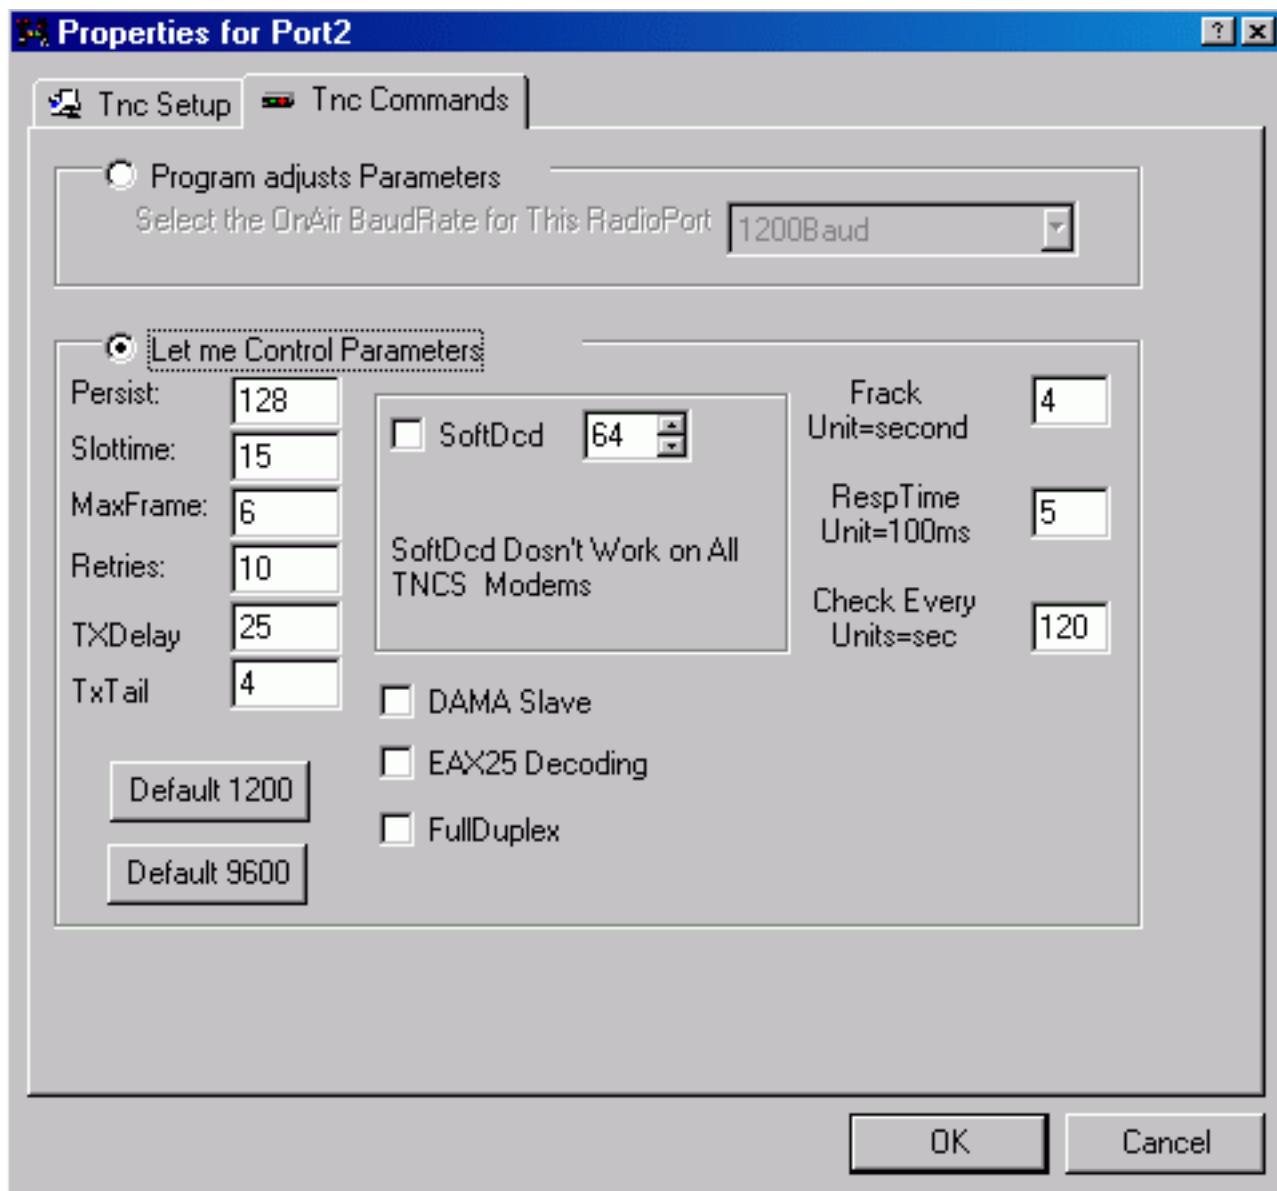 Properties for Port2
Tnc Setup
Tnc Commands
Program adjusts Parameters
Select the OnAir BaudRate for This RadioPort
1200Baud
Let me Control Parameters
Persist: 128
Slottime: 15
MaxFrame: 6
Retries: 10
TXDelay 25
TxTail 4
Default 1200
Default 9600
SoftDcd 64
SoftDcd Dosn't Work on All
TNCS Modems
DAMA Slave
EAX25 Decoding
FullDuplex
Frack
Unit=second
4
RespTime
Unit=100ms
5
Check Every
Units=sec
120
OK
Cancel